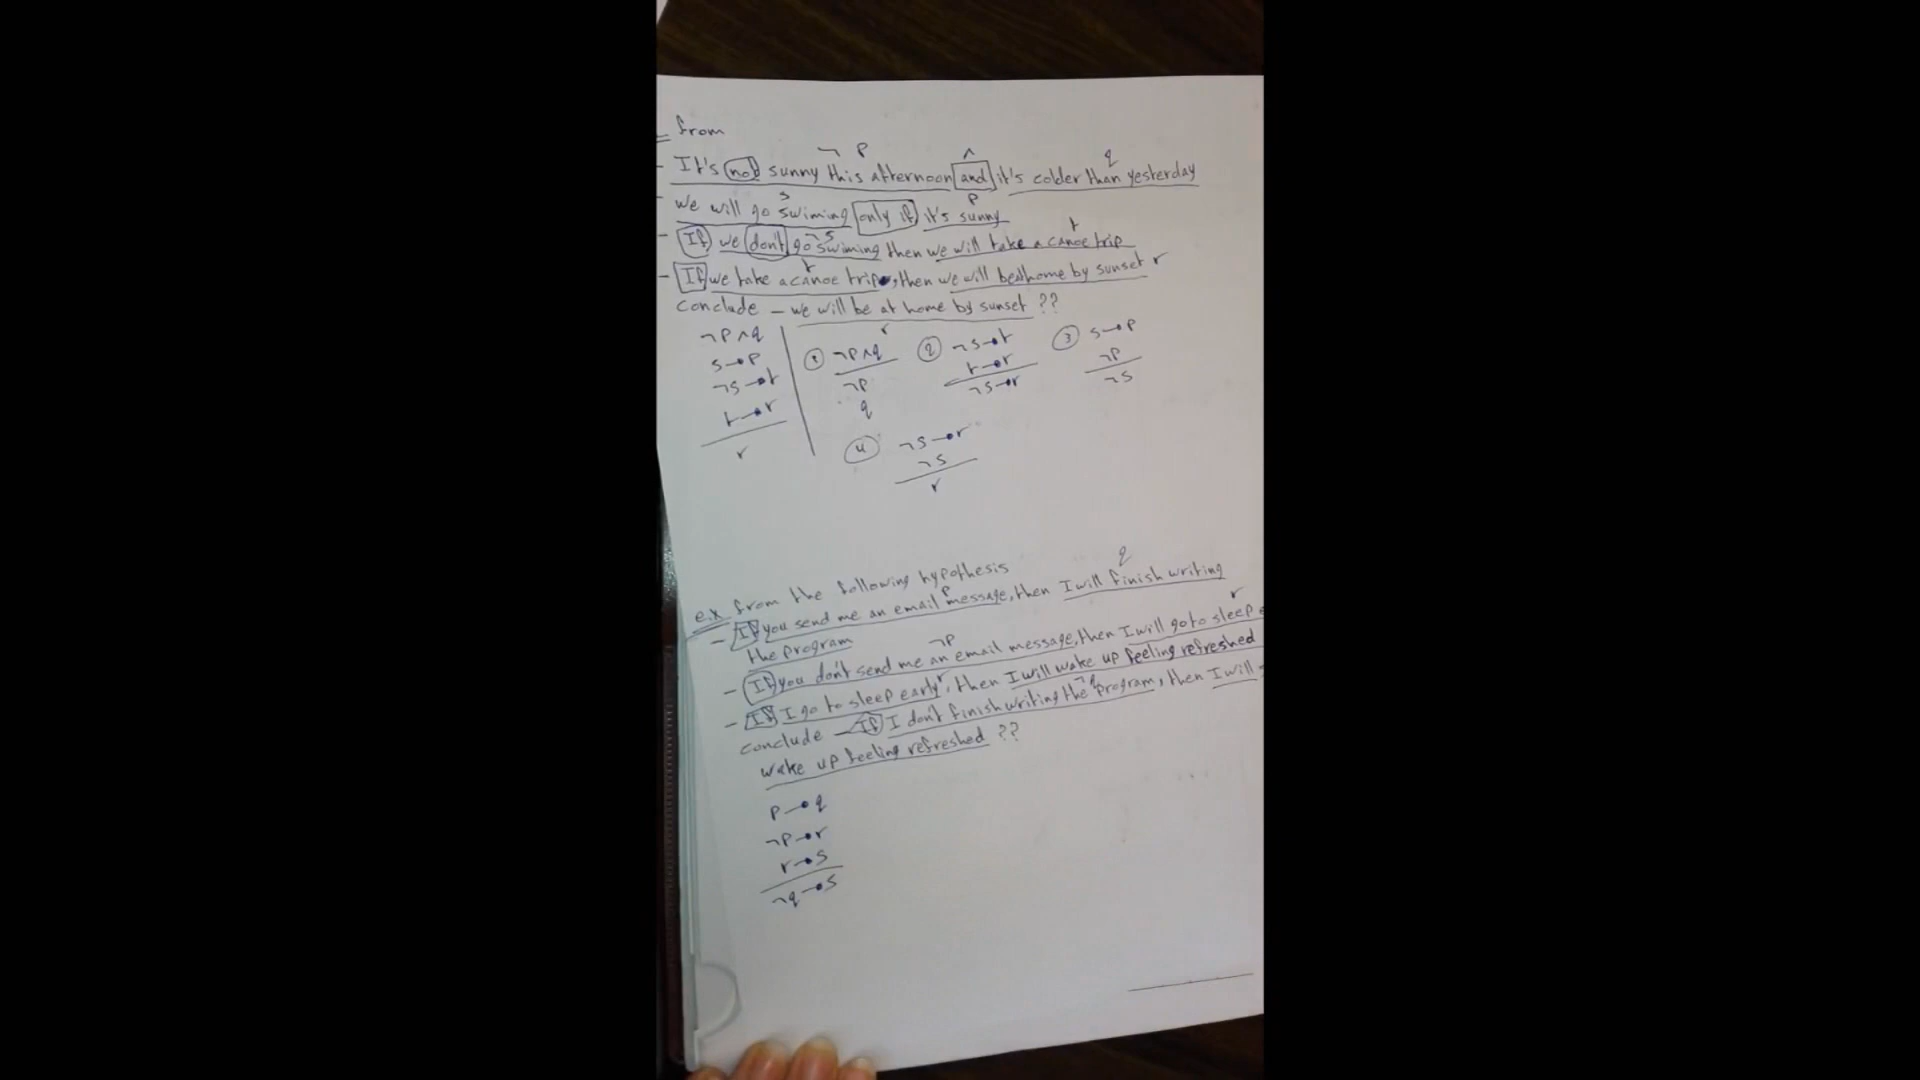 from
¬ p ^ q
- It's not sunny this afternoon and it's colder than yesterday
s p
- we will go swiming only if it's sunny
¬s t
- If we don't go swiming then we will take a canoe trip
t
- If we take a canoe trip, then we will be at home by sunset r
conclude - we will be at home by sunset ??
r
¬p ∧ q
s → p
¬s → t
t → r
r
① ¬p ∧ q
¬p
q
② ¬s → t
t → r
¬s → r
③ s → p
¬p
¬s
④ ¬s → r
¬s
r
e.x from the following hypothesis
p q
- If you send me an email message, then I will finish writing
the program
¬p r
- If you don't send me an email message, then I will go to sleep
r
- If I go to sleep early, then I will wake up feeling refreshed
¬q
conclude - If I don't finish writing the program, then I will
wake up feeling refreshed ??
p → q
¬p → r
r → s
¬q → s